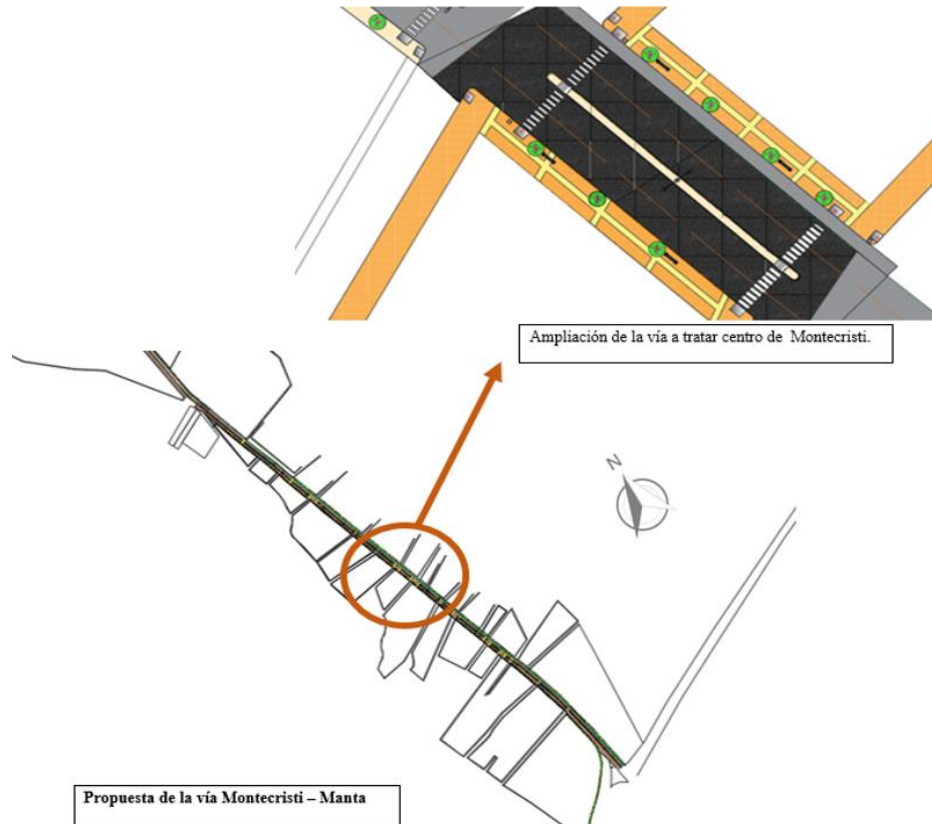 Ampliación de la vía a tratar centro de Montecristi.
N
Propuesta de la vía Montecristi – Manta